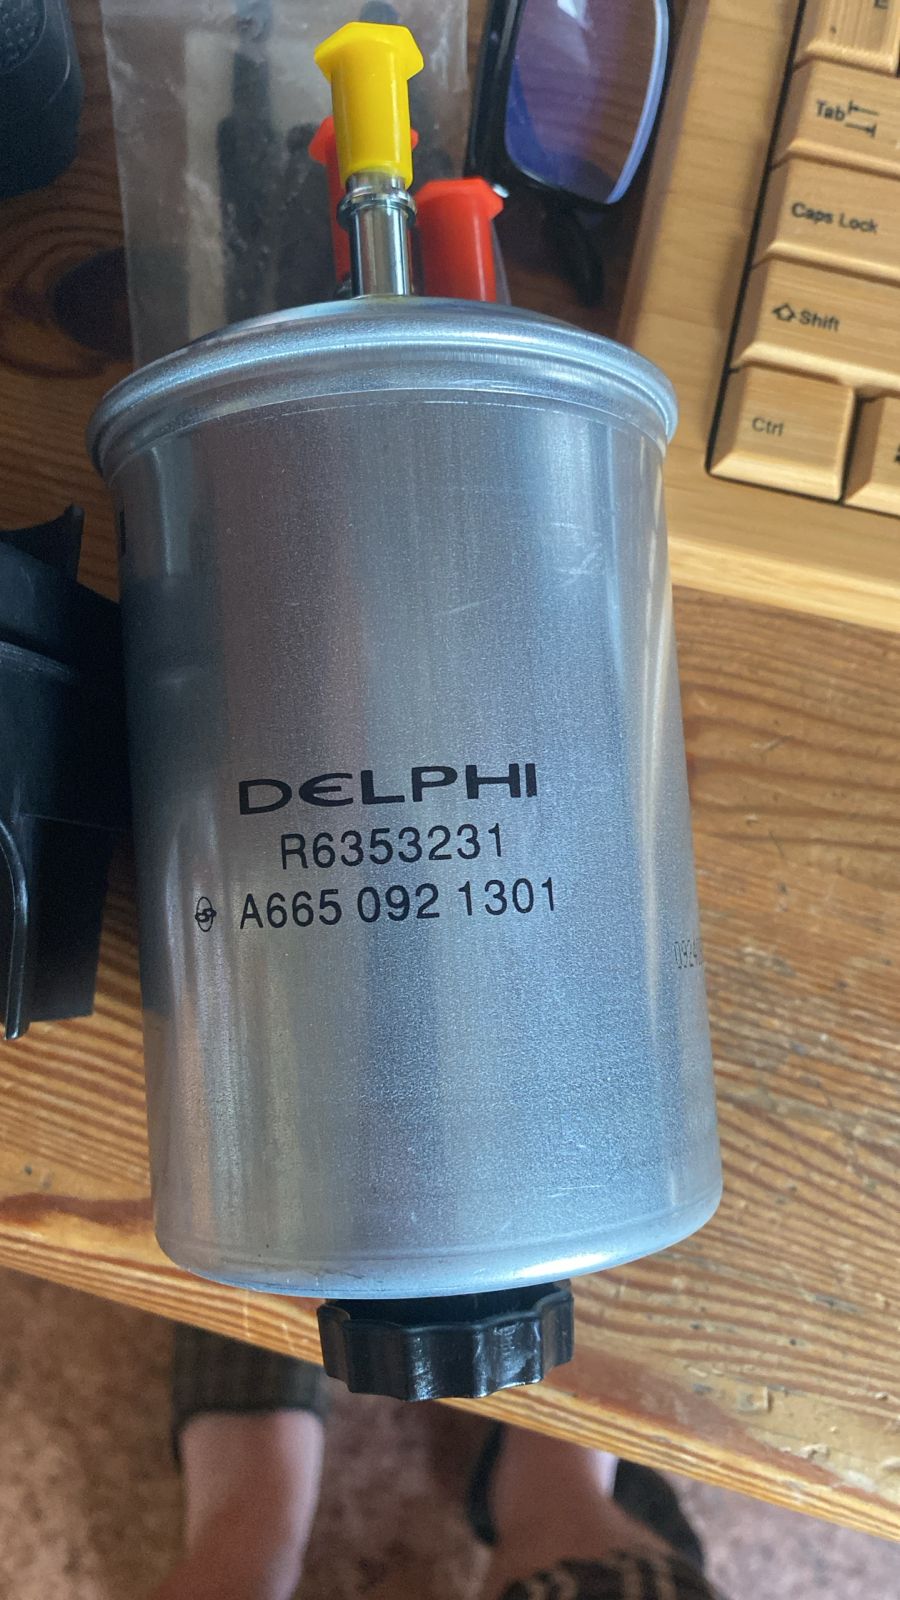 Tab
Caps Lock
Shift
Ctrl
DELPHI
R6353231
A665 092 1301